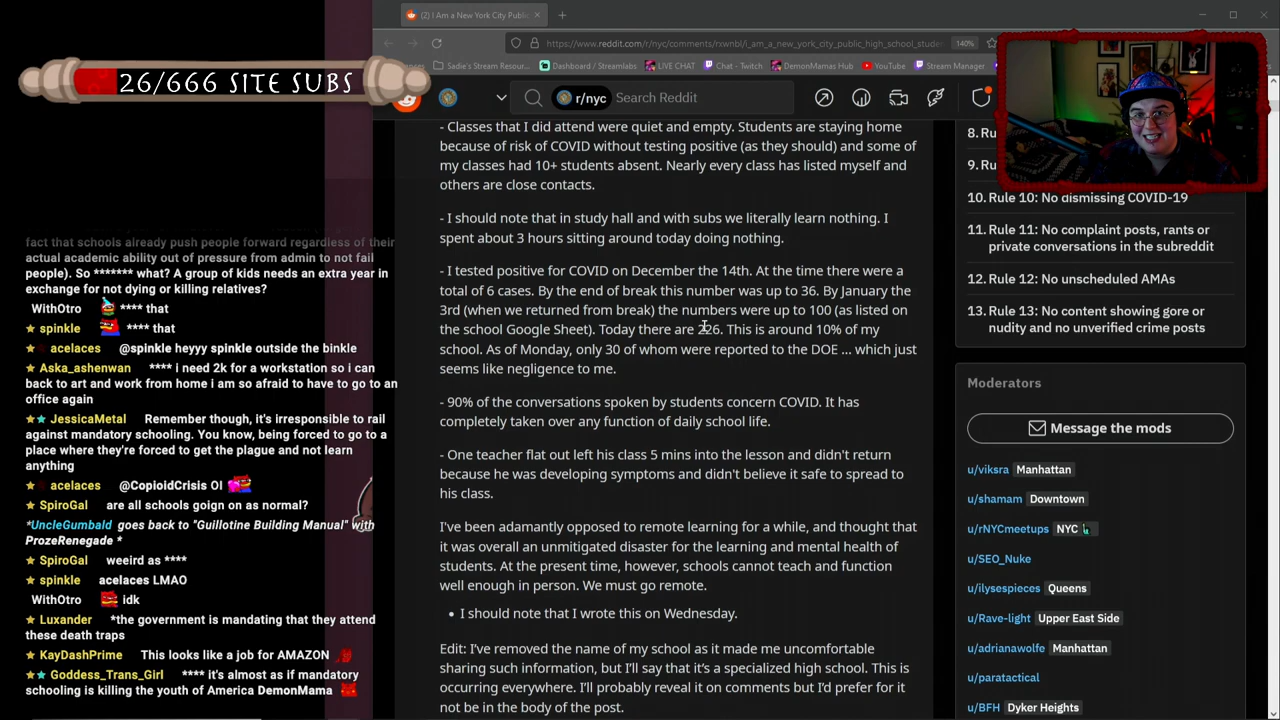 26/666 SITE SUBS
fact that schools already push people forward regardless of their
actual academic ability out of pressure from admin to not fail
people). So ******* what? A group of kids needs an extra year in
exchange for not dying or killing relatives?
WithOtro **** that
spinkle **** that
acelaces @spinkle heyyy spinkle outside the binkle
Aska_ashenwan **** i need 2k for a workstation so i can
back to art and work from home i am so afraid to have to go to an
office again
JessicaMetal Remember though, it's irresponsible to rail
against mandatory schooling. You know, being forced to go to a
place where they're forced to get the plague and not learn
anything
acelaces @CopioidCrisis OI
SpiroGal are all schools goign on as normal?
*UncleGumbald goes back to "Guillotine Building Manual" with
ProzeRenegade *
SpiroGal weeird as ****
spinkle acelaces LMAO
WithOtro idk
Luxander *the government is mandating that they attend
these death traps
KayDashPrime This looks like a job for AMAZON
Goddess_Trans_Girl **** it's almost as if mandatory
schooling is killing the youth of America DemonMama
(2) I Am a New York City Publi
https://www.reddit.com/r/nyc/comments/rxwnbl/i_am_a_new_york_city_public_high_school_stude
140%
Sadie's Stream Resour...
Dashboard / Streamlabs
LIVE CHAT
Chat - Twitch
DemonMamas Hub
YouTube
Stream Manager
r/nyc
Search Reddit
- Classes that I did attend were quiet and empty. Students are staying home
because of risk of COVID without testing positive (as they should) and some of
my classes had 10+ students absent. Nearly every class has listed myself and
others are close contacts.
- I should note that in study hall and with subs we literally learn nothing. I
spent about 3 hours sitting around today doing nothing.
- I tested positive for COVID on December the 14th. At the time there were a
total of 6 cases. By the end of break this number was up to 36. By January the
3rd (when we returned from break) the numbers were up to 100 (as listed on
the school Google Sheet). Today there are 226. This is around 10% of my
school. As of Monday, only 30 of whom were reported to the DOE ... which just
seems like negligence to me.
- 90% of the conversations spoken by students concern COVID. It has
completely taken over any function of daily school life.
- One teacher flat out left his class 5 mins into the lesson and didn't return
because he was developing symptoms and didn't believe it safe to spread to
his class.
I've been adamantly opposed to remote learning for a while, and thought that
it was overall an unmitigated disaster for the learning and mental health of
students. At the present time, however, schools cannot teach and function
well enough in person. We must go remote.
• I should note that I wrote this on Wednesday.
Edit: I've removed the name of my school as it made me uncomfortable
sharing such information, but I'll say that it's a specialized high school. This is
occurring everywhere. I'll probably reveal it on comments but I'd prefer for it
not be in the body of the post.
8. Ru
9. Ru
10. Rule 10: No dismissing COVID-19
11. Rule 11: No complaint posts, rants or
private conversations in the subreddit
12. Rule 12: No unscheduled AMAs
13. Rule 13: No content showing gore or
nudity and no unverified crime posts
Moderators
Message the mods
u/viksra Manhattan
u/shamam Downtown
u/rNYCmeetups NYC
u/SEO_Nuke
u/ilysespieces Queens
u/Rave-light Upper East Side
u/adrianawolfe Manhattan
u/paratactical
u/BFH Dyker Heights